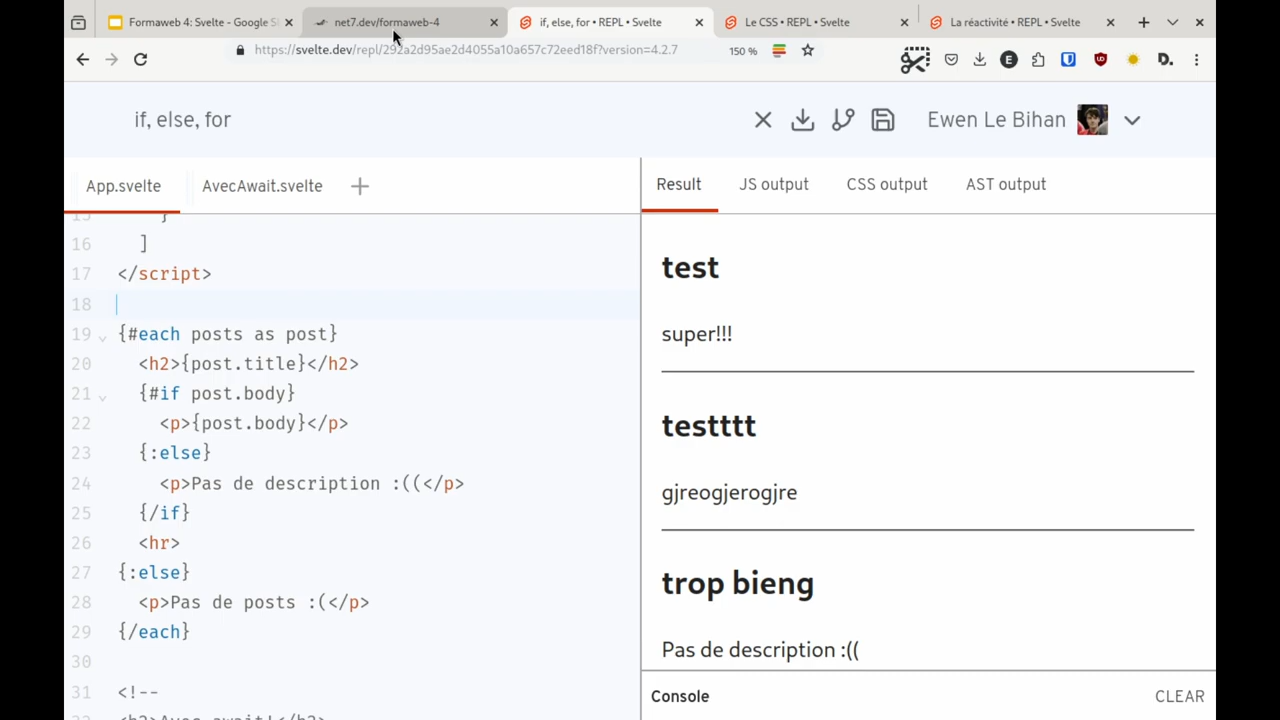 Formaweb 4: Svelte - Google S
net7.dev/formaweb-4
if, else, for • REPL • Svelte
Le CSS • REPL • Svelte
La réactivité • REPL • Svelte
https://svelte.dev/repl/292a2d95ae2d4055a10a657c72eed18f?version=4.2.7
150 %
E
D.
if, else, for
Ewen Le Bihan
App.svelte
AvecAwait.svelte
Result
JS output
CSS output
AST output
15 }
16 ]
17 </script>
18
19 {#each posts as post}
20 <h2>{post.title}</h2>
21 {#if post.body}
22 <p>{post.body}</p>
23 {:else}
24 <p>Pas de description :((</p>
25 {/if}
26 <hr>
27 {:else}
28 <p>Pas de posts :(</p>
29 {/each}
30
31 <!--
<h2>Avec await!</h2>
test
super!!!
testttt
gjreogjerogjre
trop bieng
Pas de description :((
Console
CLEAR